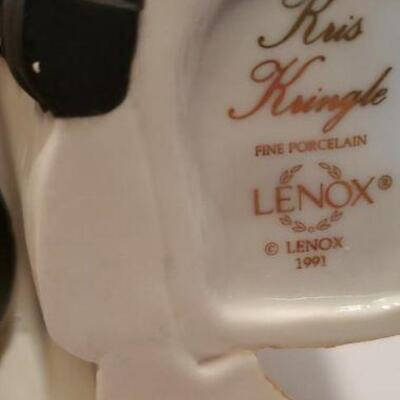 Kris
Kringle
FINE PORCELAIN
LENOX®
© LENOX
1991